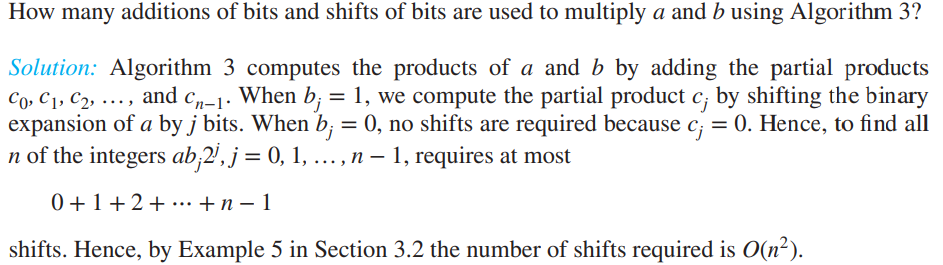 How many additions of bits and shifts of bits are used to multiply a and b using Algorithm 3?
Solution: Algorithm 3 computes the products of a and b by adding the partial products
c₀, c₁, c₂, …, and cₙ₋₁. When bⱼ = 1, we compute the partial product cⱼ by shifting the binary
expansion of a by j bits. When bⱼ = 0, no shifts are required because cⱼ = 0. Hence, to find all
n of the integers abⱼ2ʲ, j = 0, 1, …, n − 1, requires at most
0 + 1 + 2 + ⋯ + n − 1
shifts. Hence, by Example 5 in Section 3.2 the number of shifts required is O(n²).